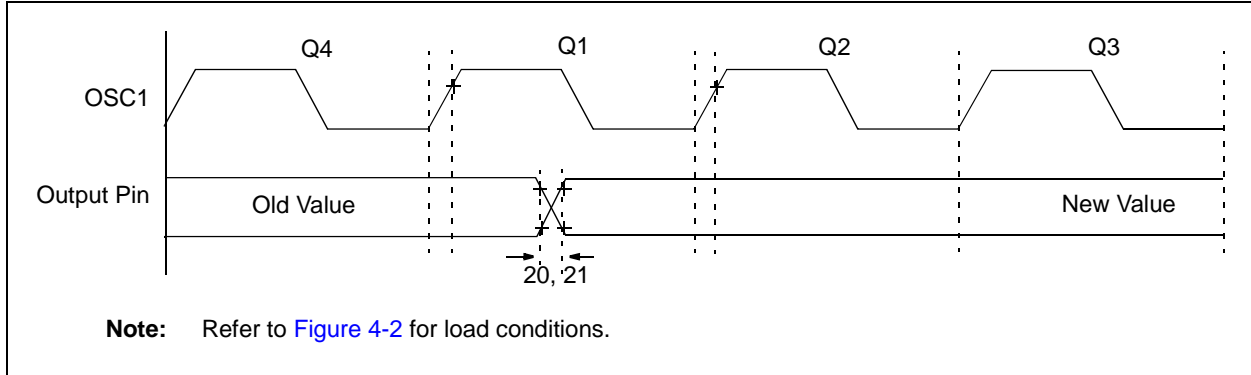 Q4
Q1
Q2
Q3
OSC1
Output Pin
Old Value
New Value
20, 21
Note: Refer to Figure 4-2 for load conditions.